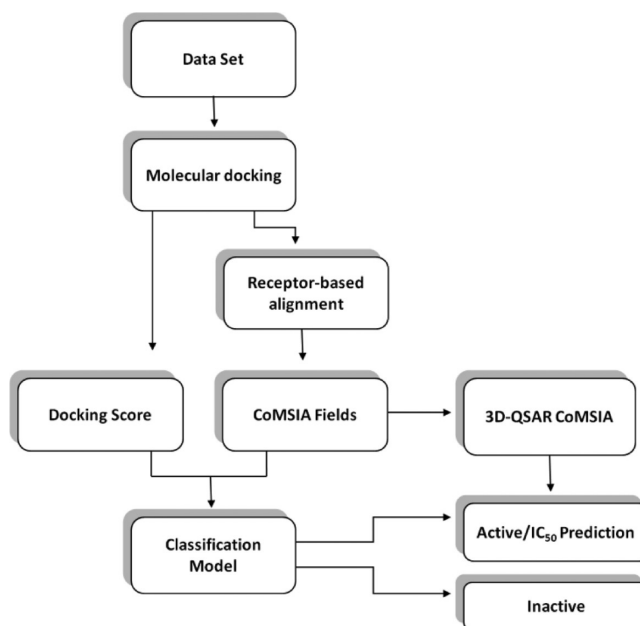 Data Set
Molecular docking
Receptor-based
alignment
Docking Score
CoMSIA Fields
3D-QSAR CoMSIA
Classification
Model
Active/IC₅₀ Prediction
Inactive